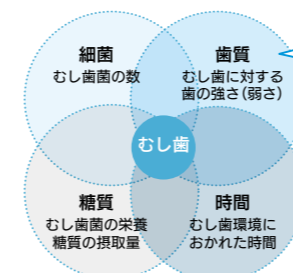 細菌
むし歯菌の数
歯質
むし歯に対する
歯の強さ(弱さ)
むし歯
糖質
むし歯菌の栄養
糖質の摂取量
時間
むし歯環境に
おかれた時間